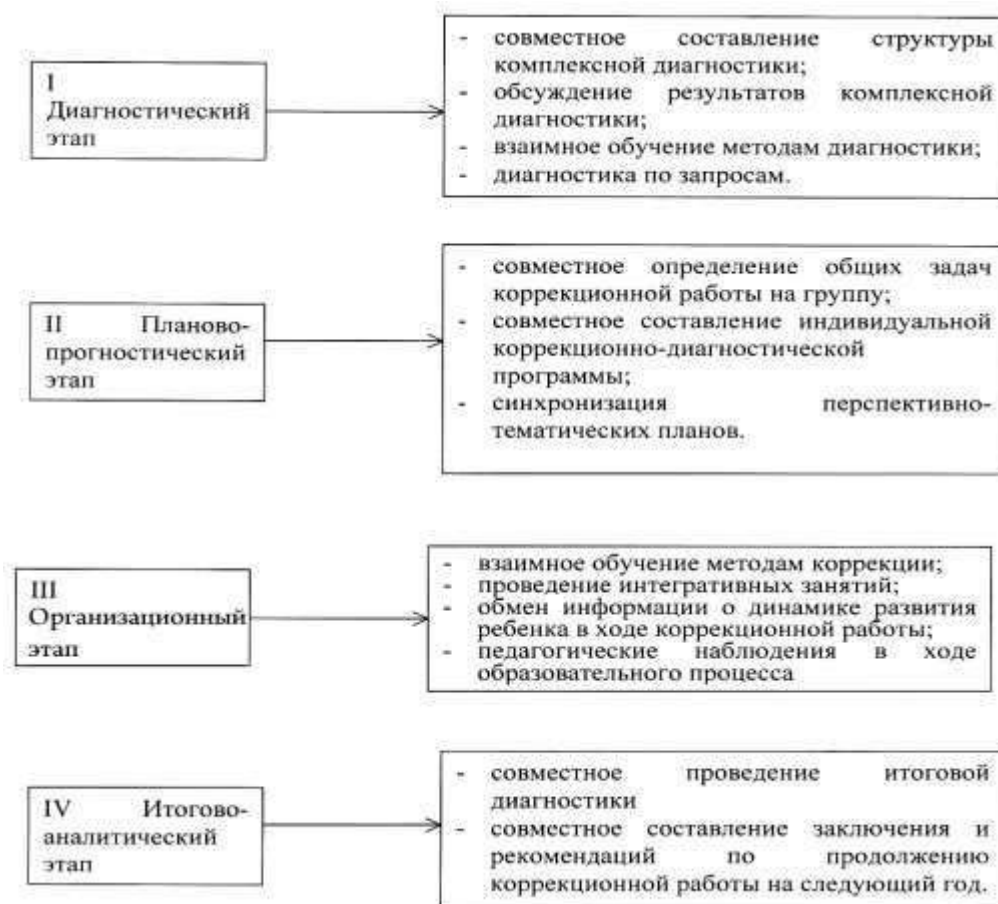 I
Диагностический
этап
- совместное составление структуры
комплексной диагностики;
- обсуждение результатов комплексной
диагностики;
- взаимное обучение методам диагностики;
- диагностика по запросам.
II Планово-
прогностический
этап
- совместное определение общих задач
коррекционной работы на группу;
- совместное составление индивидуальной
коррекционно-диагностической
программы;
- синхронизация перспективно-
тематических планов.
III
Организационный
этап
- взаимное обучение методам коррекции;
- проведение интегративных занятий;
- обмен информации о динамике развития
ребенка в ходе коррекционной работы;
- педагогические наблюдения в ходе
образовательного процесса
IV Итогово-
аналитический
этап
- совместное проведение итоговой
диагностики
- совместное составление заключения и
рекомендаций по продолжению
коррекционной работы на следующий год.